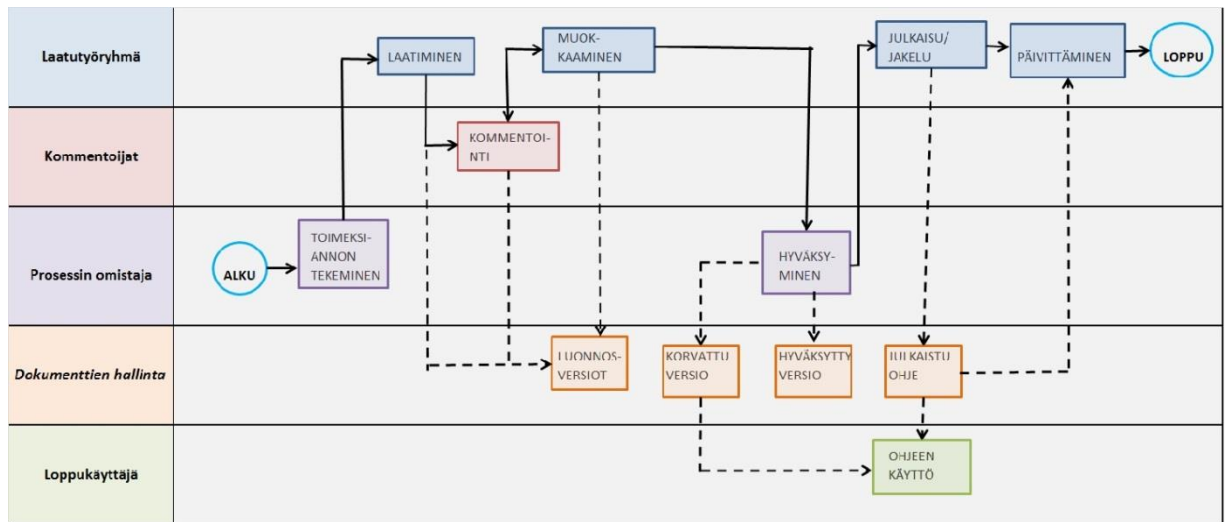 Laatutyöryhmä
LAATIMINEN
MUOK-
KAAMINEN
JULKAISU/
JAKELU
PÄIVITTÄMINEN
LOPPU
Kommentoijat
KOMMENTOI-
NTI
Prosessin omistaja
ALKU
TOIMEKSI-
ANNON
TEKEMINEN
HYVÄKSY-
MINEN
Dokumenttien hallinta
LUONNOS-
VERSIOT
KORVATTU
VERSIO
HYVÄKSYTTY
VERSIO
JULKAISTU
OHJE
Loppukäyttäjä
OHJEEN
KÄYTTÖ